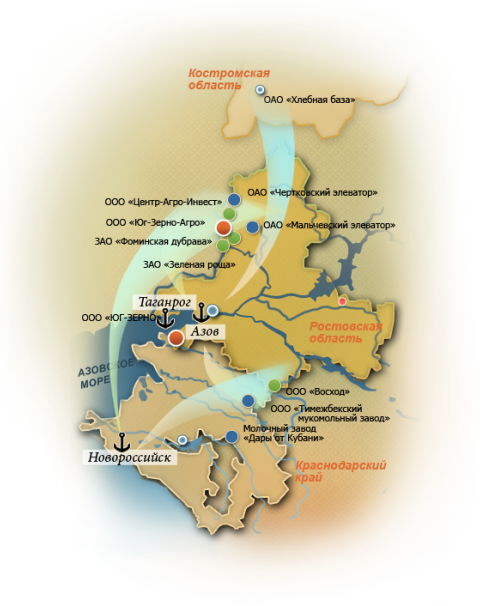 Костромская
область
ОАО «Хлебная база»
ОАО «Чертковский элеватор»
ООО «Центр-Агро-Инвест»
ООО «Юг-Зерно-Агро»
ОАО «Мальчевский элеватор»
ЗАО «Фоминская дубрава»
ЗАО «Зеленая роща»
Таганрог
ООО «ЮГ-ЗЕРНО»
Азов
Ростовская
область
АЗОВСКОЕ
МОРЕ
ООО «Восход»
ООО «Тимежбекский
мукомольный завод»
Молочный завод
«Дары от Кубани»
Новороссийск
Краснодарский
край